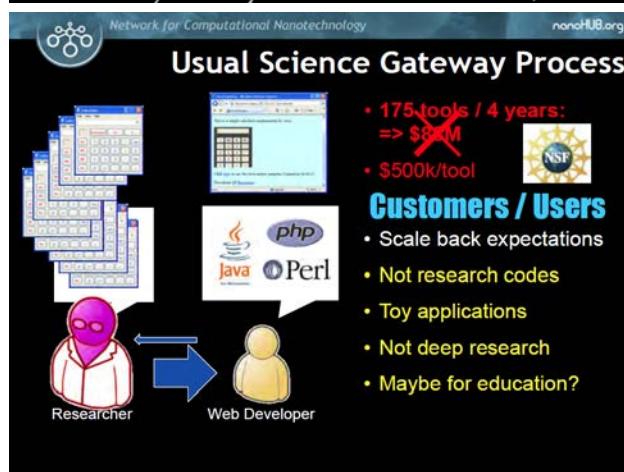 Network for Computational Nanotechnology
nanoHUB.org
Usual Science Gateway Process
• 175 tools / 4 years:
=>
• $500k/tool
NSF
Customers / Users
• Scale back expectations
• Not research codes
• Toy applications
• Not deep research
• Maybe for education?
php
Java
Perl
Researcher
Web Developer